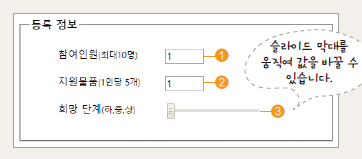 등록 정보
참여인원(최대10명) 1 1
지원물품(1인당 5개) 1 2
희망 단계(하,중,상) 3
슬라이드 막대를
움직여 값을 바꿀 수
있습니다.